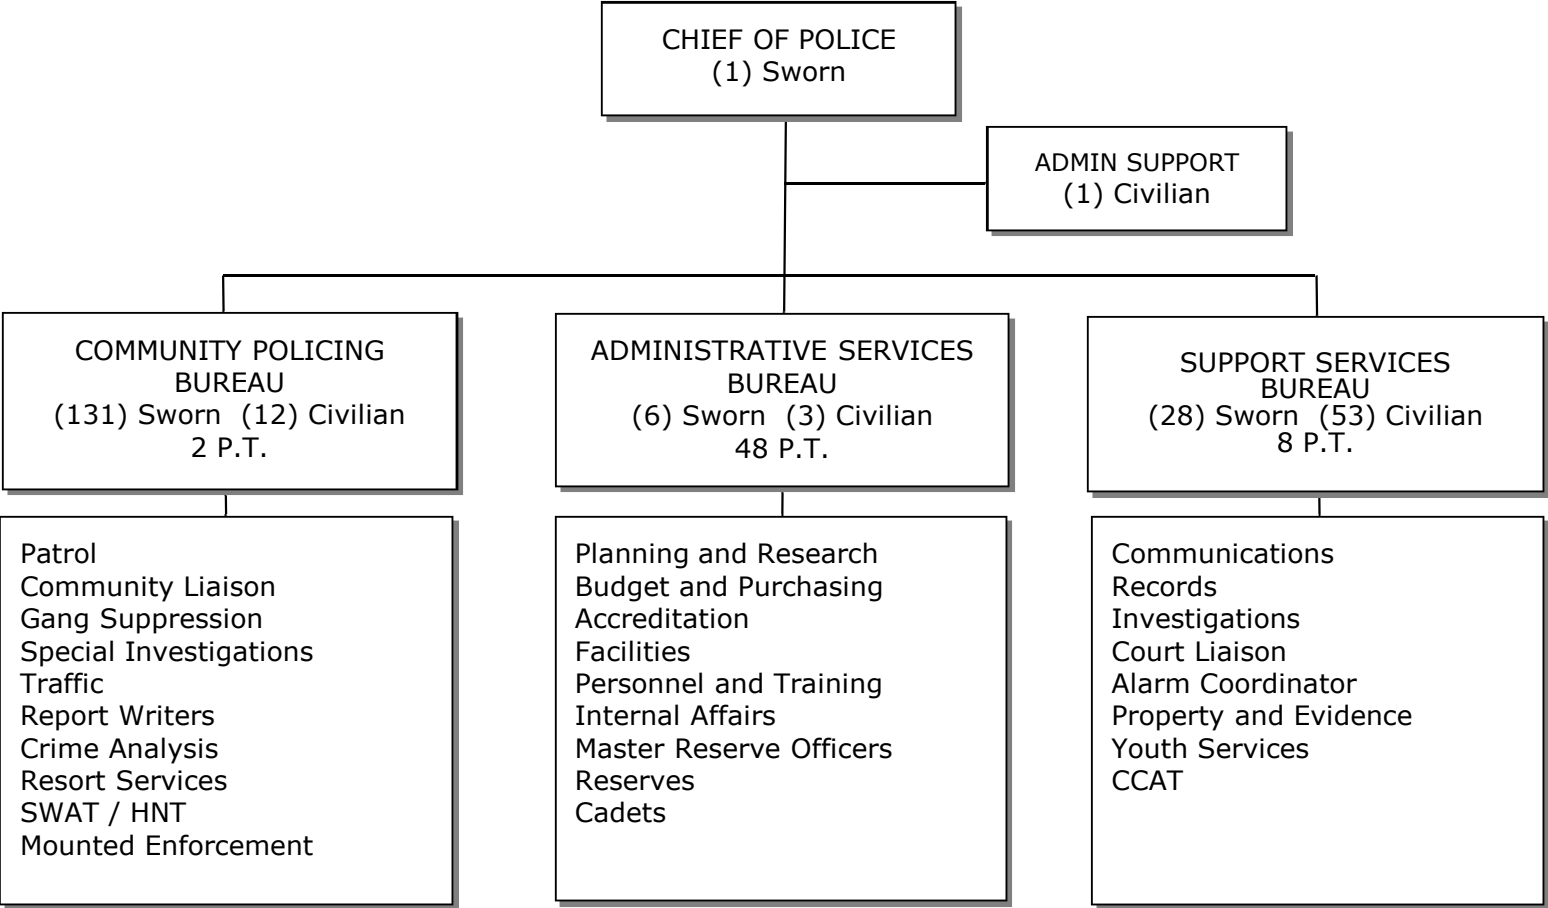 CHIEF OF POLICE
(1) Sworn
ADMIN SUPPORT
(1) Civilian
COMMUNITY POLICING
BUREAU
(131) Sworn (12) Civilian
2 P.T.
ADMINISTRATIVE SERVICES
BUREAU
(6) Sworn (3) Civilian
48 P.T.
SUPPORT SERVICES
BUREAU
(28) Sworn (53) Civilian
8 P.T.
Patrol
Community Liaison
Gang Suppression
Special Investigations
Traffic
Report Writers
Crime Analysis
Resort Services
SWAT / HNT
Mounted Enforcement
Planning and Research
Budget and Purchasing
Accreditation
Facilities
Personnel and Training
Internal Affairs
Master Reserve Officers
Reserves
Cadets
Communications
Records
Investigations
Court Liaison
Alarm Coordinator
Property and Evidence
Youth Services
CCAT